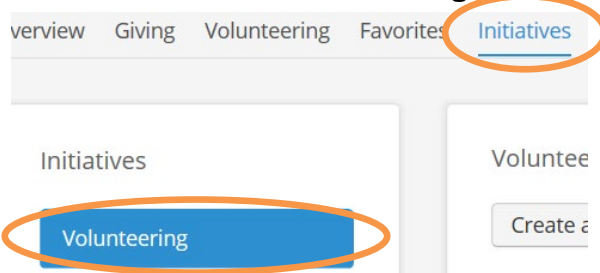 verview Giving Volunteering Favorites Initiatives
Initiatives
Voluntee
Volunteering
Create a